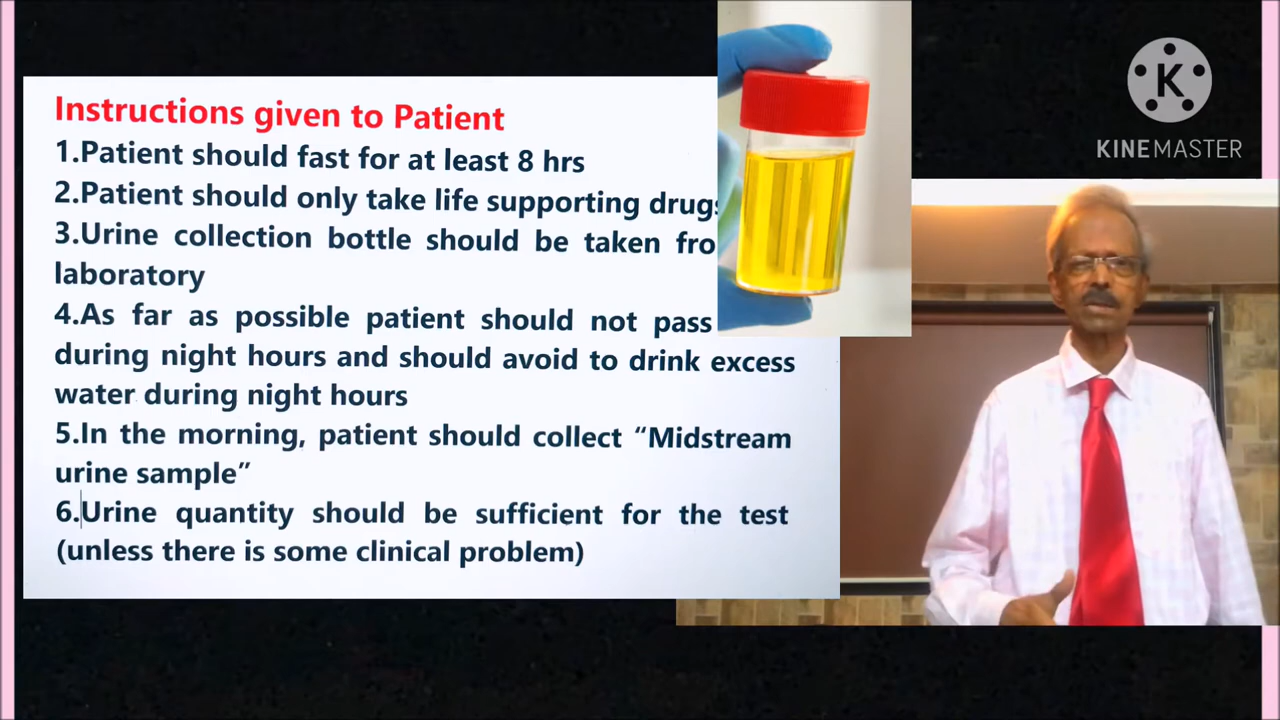 Instructions given to Patient
1.Patient should fast for at least 8 hrs
2.Patient should only take life supporting
3.Urine collection bottle should be taken
laboratory
4.As far as possible patient should not pass
during night hours and should avoid to drink excess
water during night hours
5.In the morning, patient should collect “Midstream
urine sample”
6.Urine quantity should be sufficient for the test
(unless there is some clinical problem)
K
KINEMASTER